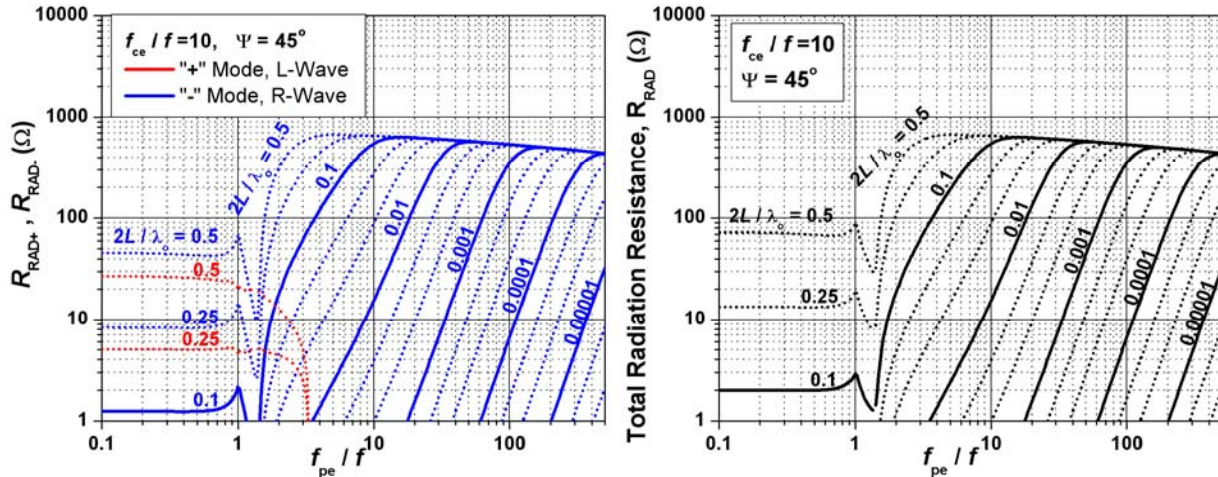 10000
1000
100
10
1
R_RAD+ , R_RAD- (Ω)
f_ce / f =10, Ψ = 45°
"+" Mode, L-Wave
"-" Mode, R-Wave
2L / λ_o = 0.5
0.1
0.01
0.001
0.0001
0.00001
2L / λ_o = 0.5
0.5
0.25
0.25
0.1
0.1
1
10
100
f_pe / f
10000
1000
100
10
1
Total Radiation Resistance, R_RAD (Ω)
f_ce / f =10
Ψ = 45°
2L / λ_o = 0.5
0.1
0.01
0.001
0.0001
0.00001
2L / λ_o = 0.5
0.25
0.1
0.1
1
10
100
f_pe / f